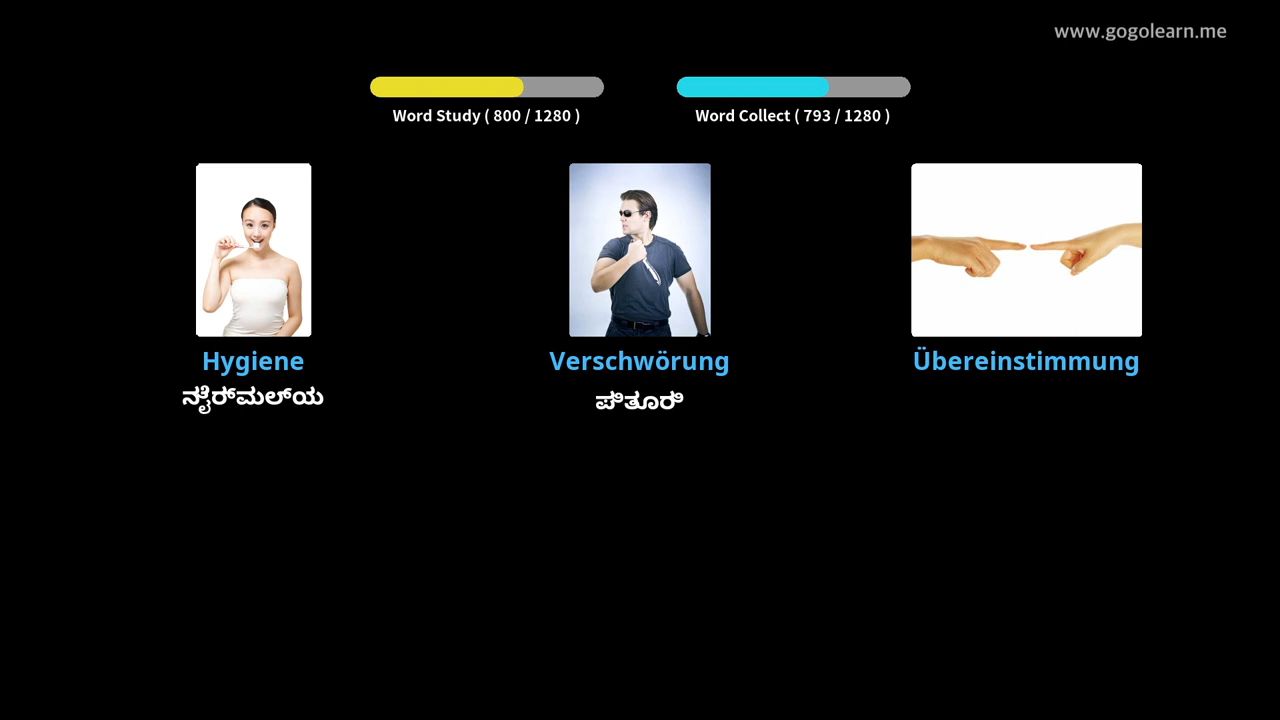 www.gogolearn.me
Word Study ( 800 / 1280 )
Word Collect ( 793 / 1280 )
Hygiene
Verschwörung
Übereinstimmung
ನೈರ್ಮಲ್ಯ
ಪಿತೂರಿ